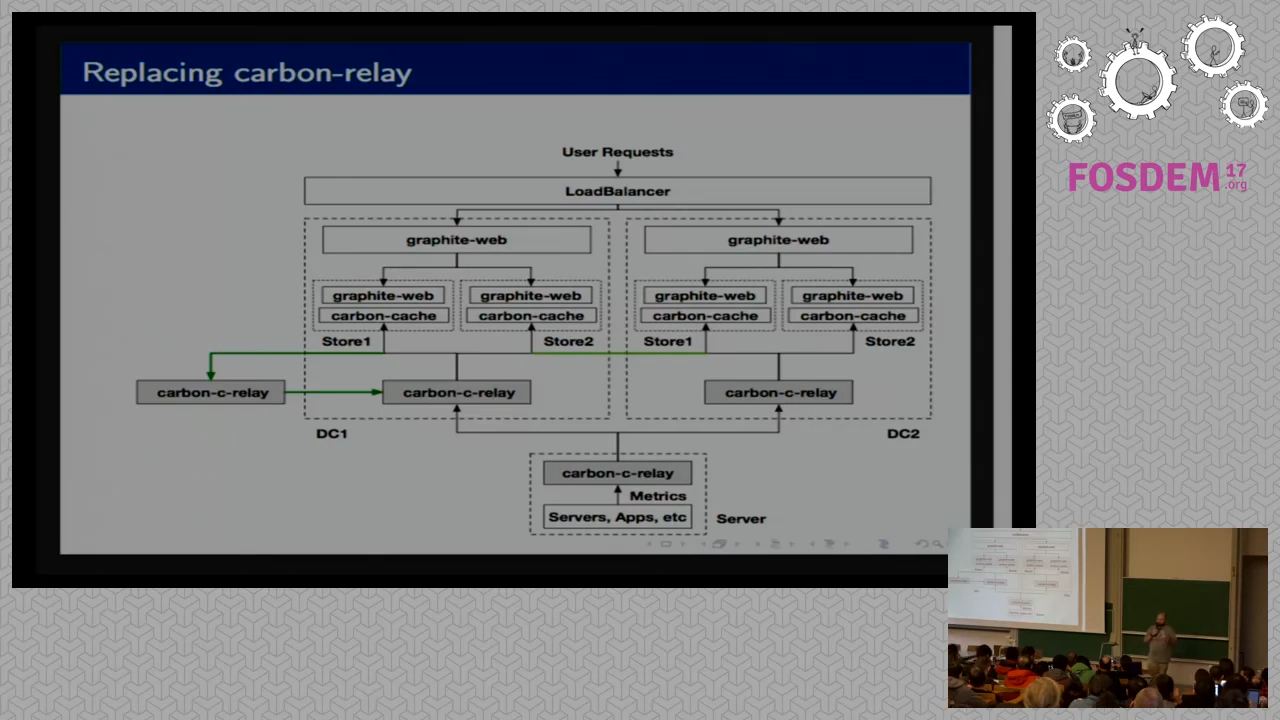 Replacing carbon-relay
User Requests
LoadBalancer
graphite-web
graphite-web
graphite-web
graphite-web
graphite-web
graphite-web
carbon-cache
carbon-cache
carbon-cache
carbon-cache
Store1
Store2
Store1
Store2
carbon-c-relay
carbon-c-relay
carbon-c-relay
DC1
DC2
carbon-c-relay
Metrics
Servers, Apps, etc
Server
FOSDEM 17
.org